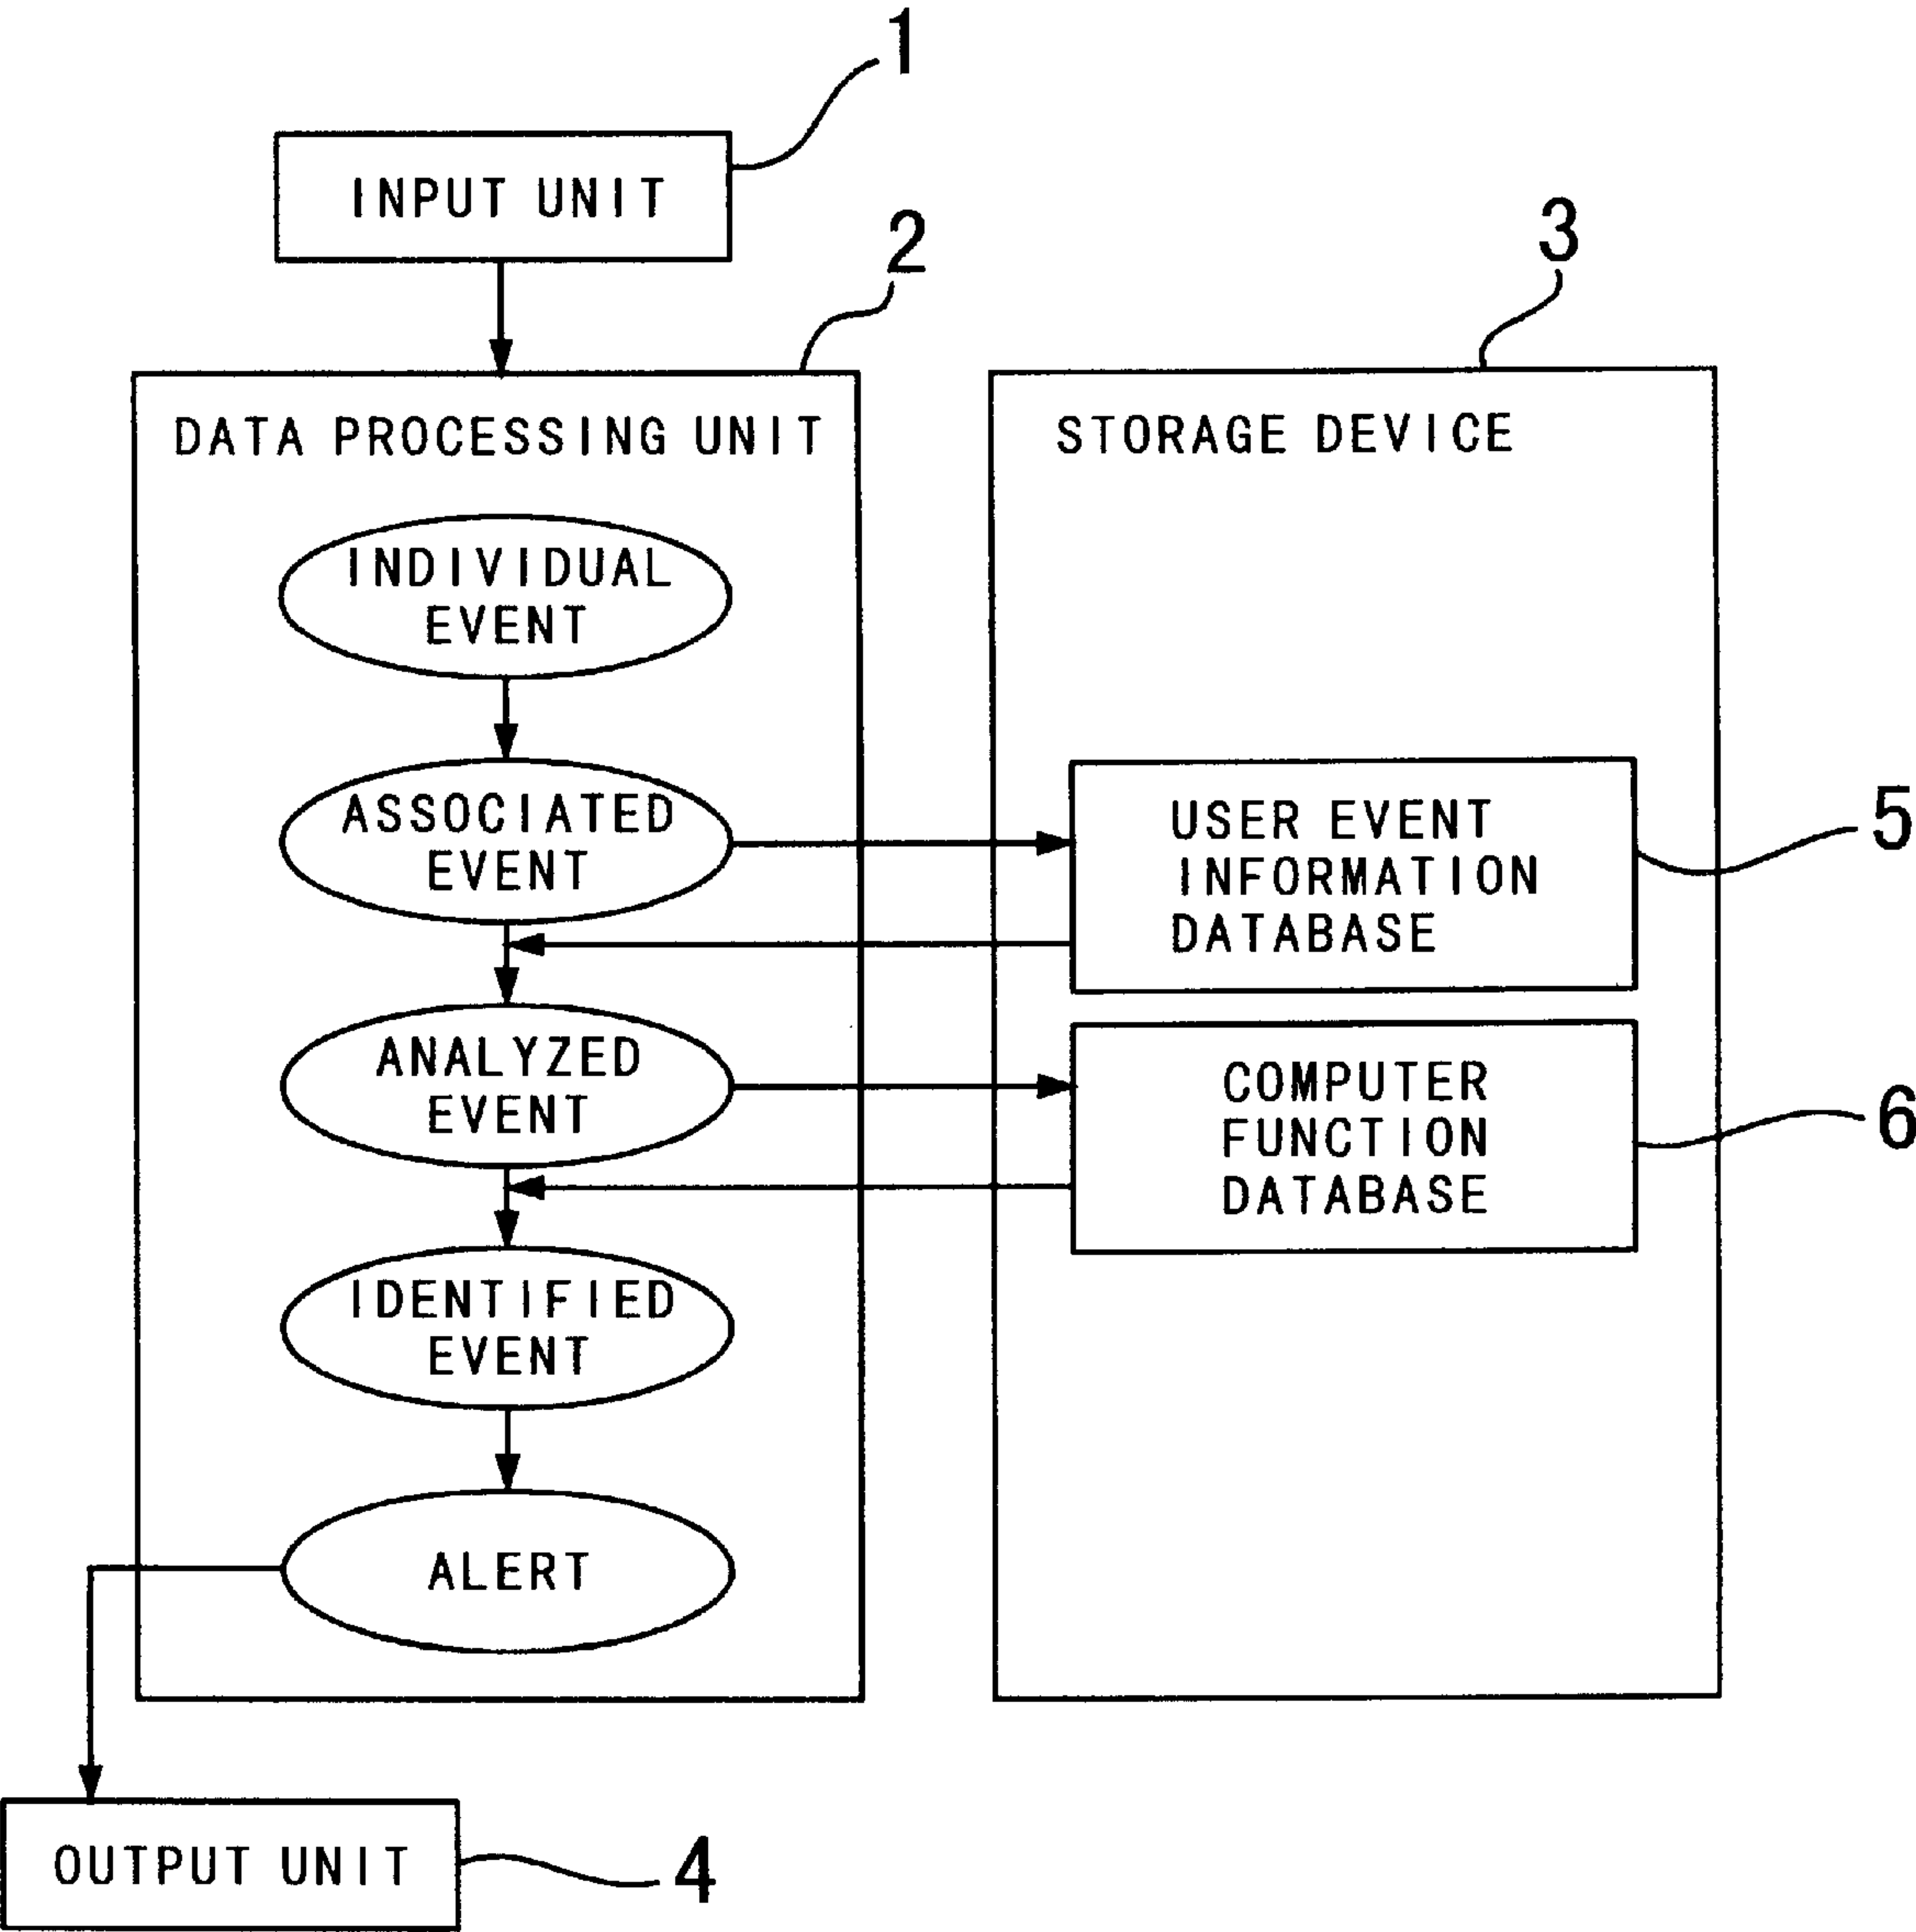 1
INPUT UNIT
2
3
DATA PROCESSING UNIT
STORAGE DEVICE
INDIVIDUAL
EVENT
ASSOCIATED
EVENT
USER EVENT
INFORMATION
DATABASE
5
ANALYZED
EVENT
COMPUTER
FUNCTION
DATABASE
6
IDENTIFIED
EVENT
ALERT
OUTPUT UNIT
4